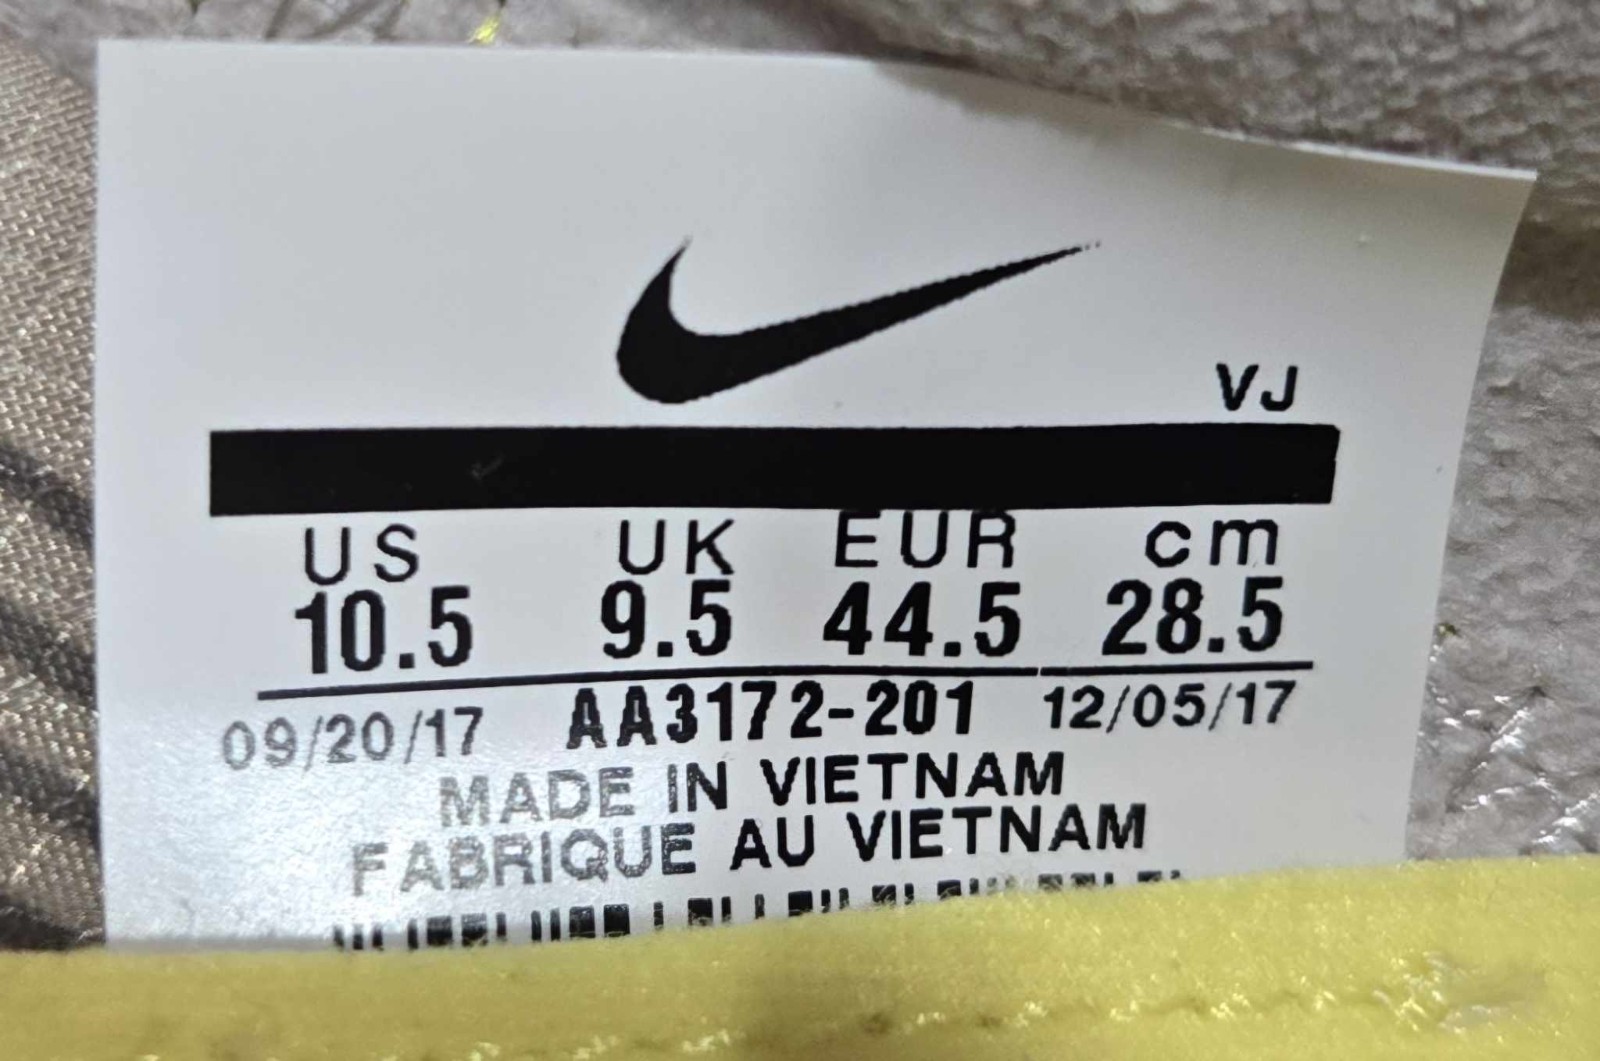 VJ
US UK EUR cm
10.5 9.5 44.5 28.5
09/20/17 AA3172-201 12/05/17
MADE IN VIETNAM
FABRIQUE AU VIETNAM